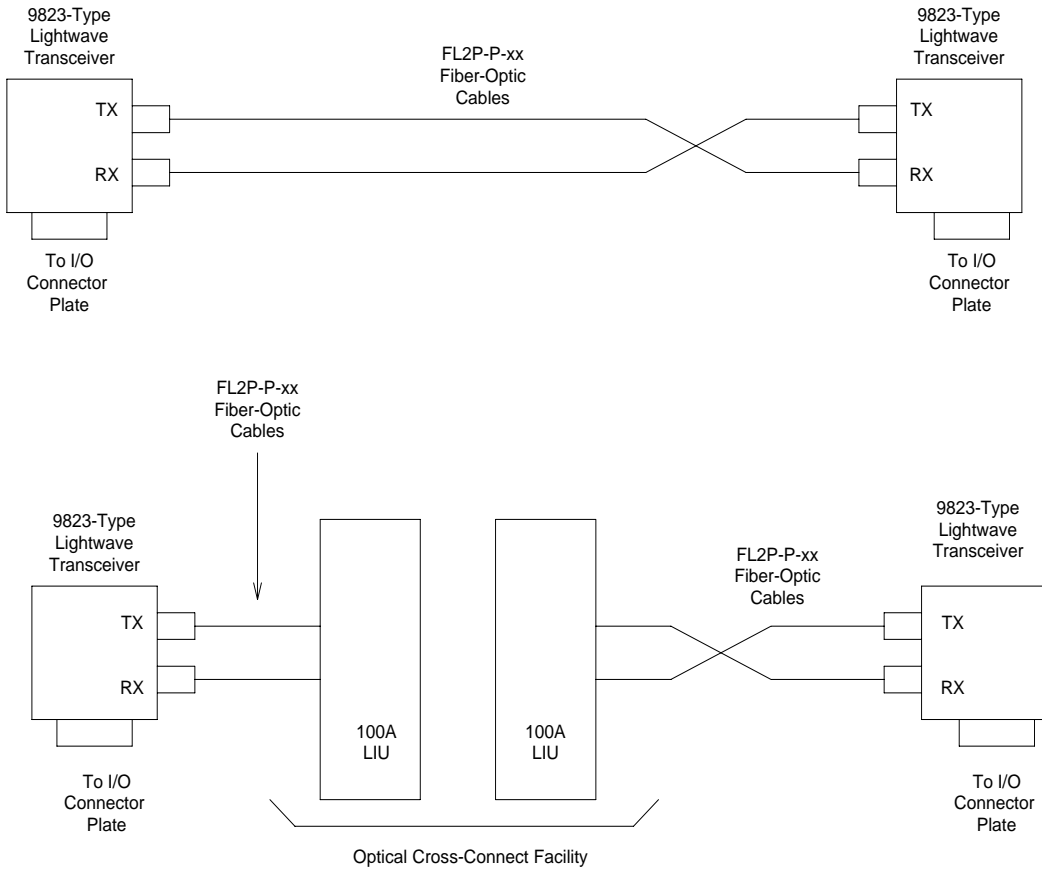 9823-Type
Lightwave
Transceiver
9823-Type
Lightwave
Transceiver
FL2P-P-xx
Fiber-Optic
Cables
TX
RX
TX
RX
To I/O
Connector
Plate
To I/O
Connector
Plate
FL2P-P-xx
Fiber-Optic
Cables
9823-Type
Lightwave
Transceiver
9823-Type
Lightwave
Transceiver
FL2P-P-xx
Fiber-Optic
Cables
TX
RX
TX
RX
100A
LIU
100A
LIU
To I/O
Connector
Plate
To I/O
Connector
Plate
Optical Cross-Connect Facility